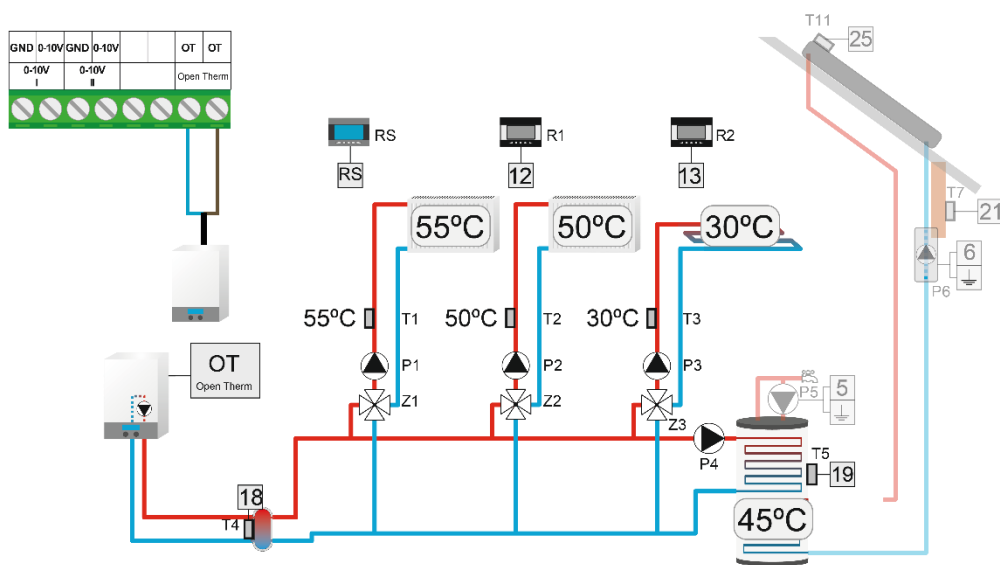 GND 0-10V GND 0-10V OT OT
0-10V I 0-10V II Open Therm
T11
25
RS
RS
R1
12
R2
13
T7
21
55ºC
50ºC
30ºC
6
P6
55ºC
T1
50ºC
T2
30ºC
T3
OT
Open Therm
P1
P2
P3
P5
5
Z1
Z2
Z3
P4
T5
19
18
T4
45ºC